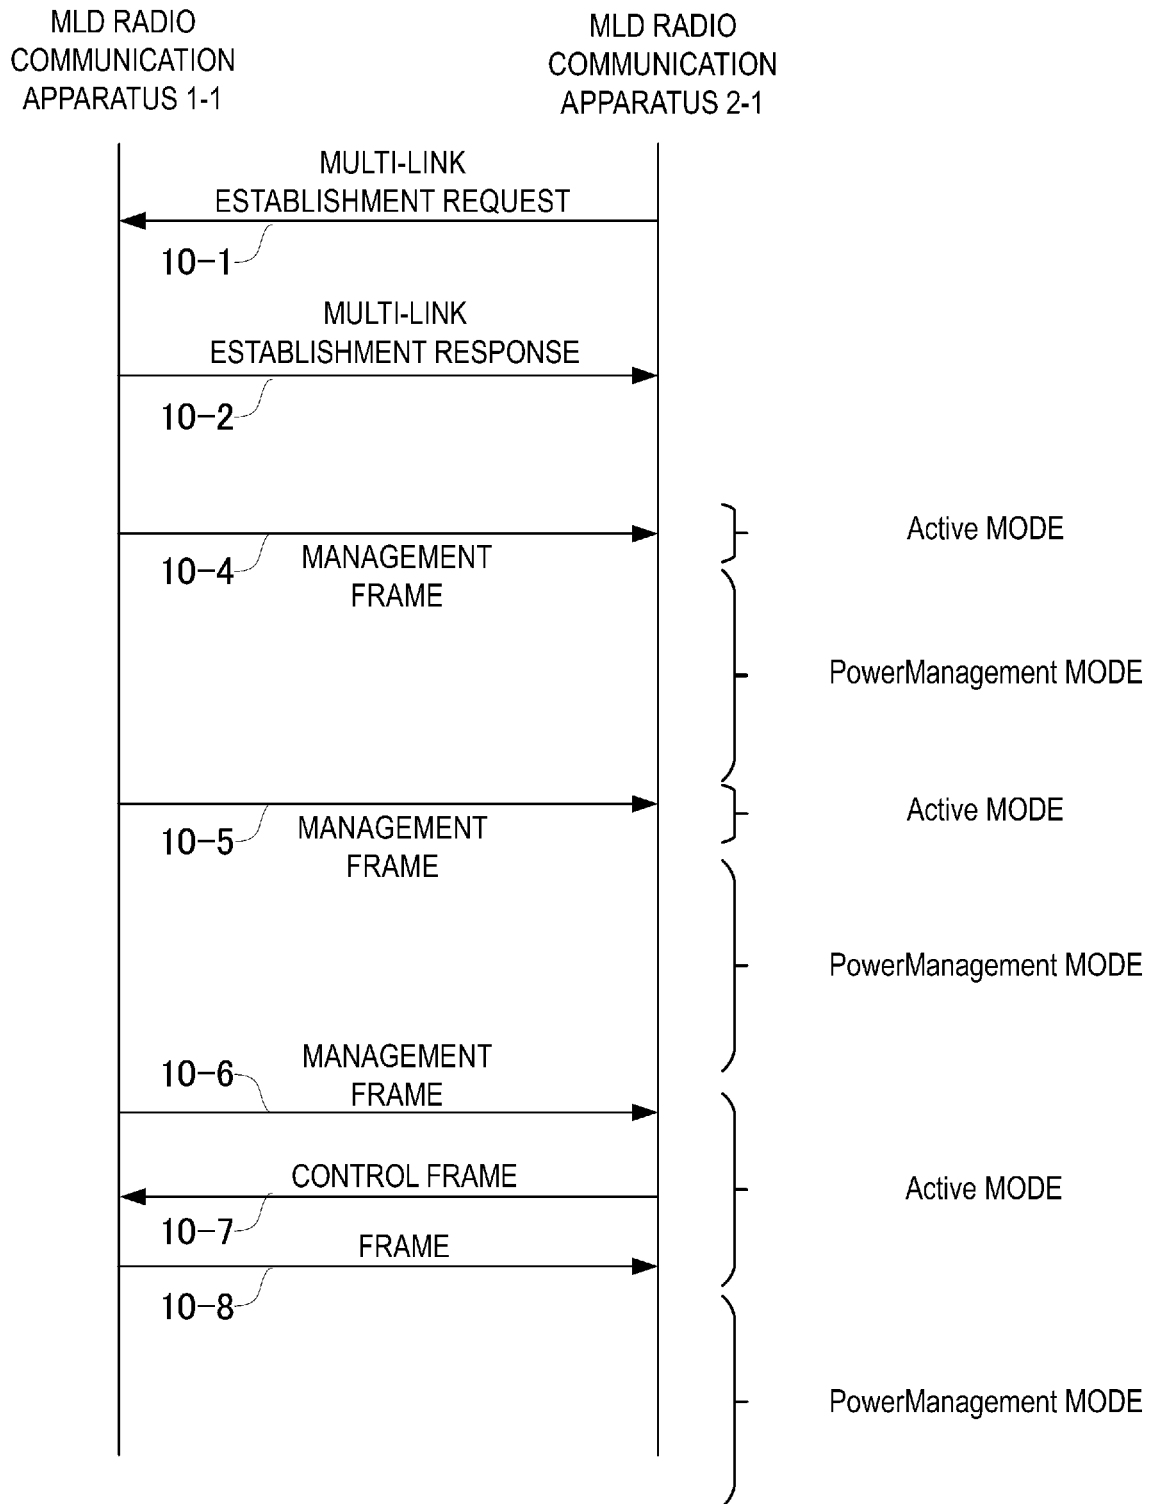 MLD RADIO
COMMUNICATION
APPARATUS 1-1
MLD RADIO
COMMUNICATION
APPARATUS 2-1
MULTI-LINK
ESTABLISHMENT REQUEST
10-1
MULTI-LINK
ESTABLISHMENT RESPONSE
10-2
Active MODE
10-4
MANAGEMENT
FRAME
PowerManagement MODE
Active MODE
10-5
MANAGEMENT
FRAME
PowerManagement MODE
MANAGEMENT
FRAME
10-6
CONTROL FRAME
Active MODE
10-7
FRAME
10-8
PowerManagement MODE